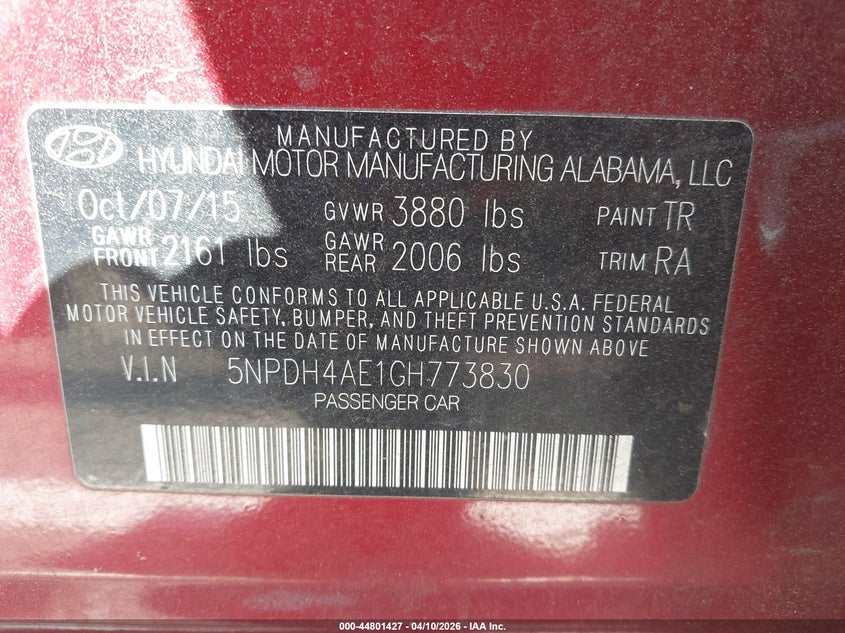 MANUFACTURED BY
HYUNDAI MOTOR MANUFACTURING ALABAMA, LLC
Oct/07/15 GVWR 3880 lbs PAINT TR
GAWR FRONT 2161 lbs GAWR REAR 2006 lbs TRIM RA
THIS VEHICLE CONFORMS TO ALL APPLICABLE U.S.A. FEDERAL
MOTOR VEHICLE SAFETY, BUMPER, AND THEFT PREVENTION STANDARDS
IN EFFECT ON THE DATE OF MANUFACTURE SHOWN ABOVE
V.I.N 5NPDH4AE1GH773830
PASSENGER CAR
000-44801427 - 04/10/2026 - IAA Inc.